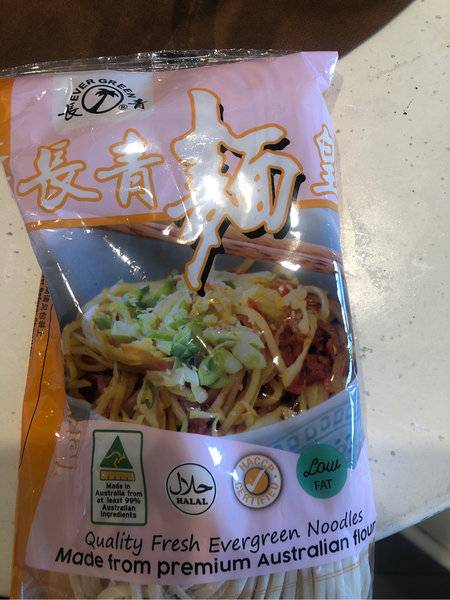 EVER GREEN
長 ® 青
長青麵
Made in
Australia from
at least 99%
Australian
Ingredients
حلال
HALAL
HACCP
CERTIFIED
Low
FAT
Quality Fresh Evergreen Noodles
Made from premium Australian flour